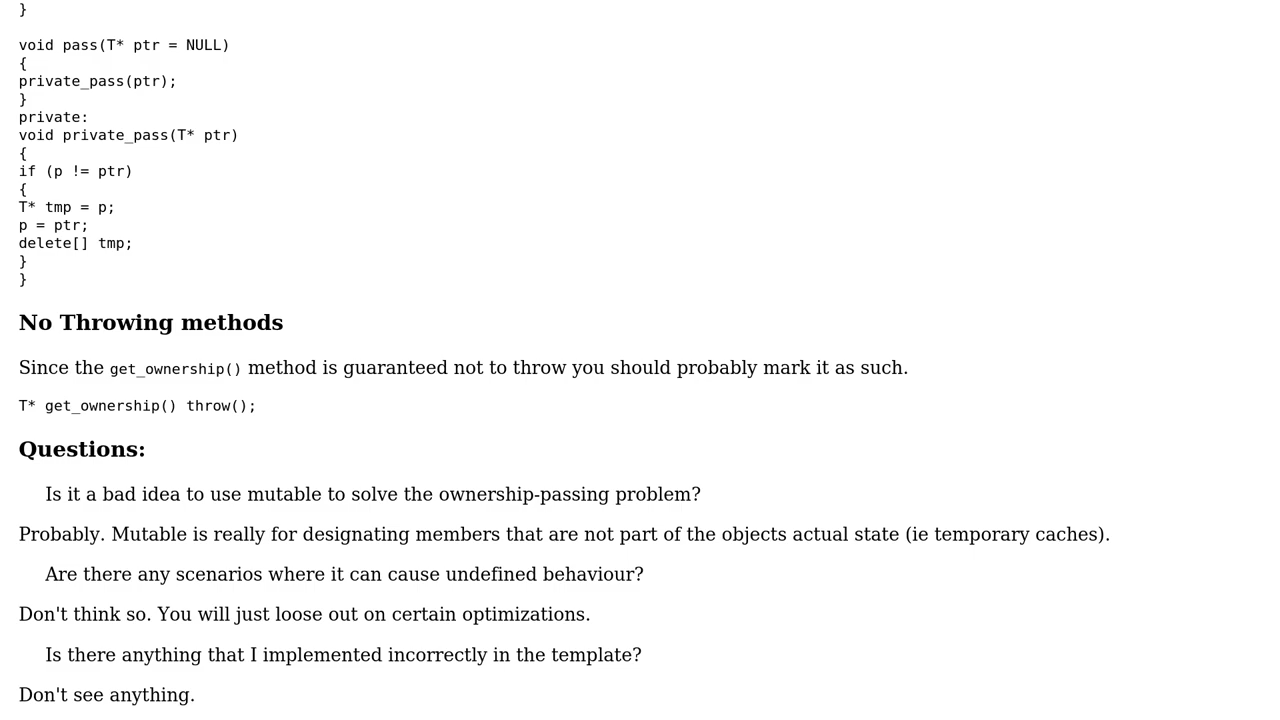 }
void pass(T* ptr = NULL)
{
private_pass(ptr);
}
private:
void private_pass(T* ptr)
{
if (p != ptr)
{
T* tmp = p;
p = ptr;
delete[] tmp;
}
}
No Throwing methods
Since the get_ownership() method is guaranteed not to throw you should probably mark it as such.
T* get_ownership() throw();
Questions:
Is it a bad idea to use mutable to solve the ownership-passing problem?
Probably. Mutable is really for designating members that are not part of the objects actual state (ie temporary caches).
Are there any scenarios where it can cause undefined behaviour?
Don't think so. You will just loose out on certain optimizations.
Is there anything that I implemented incorrectly in the template?
Don't see anything.